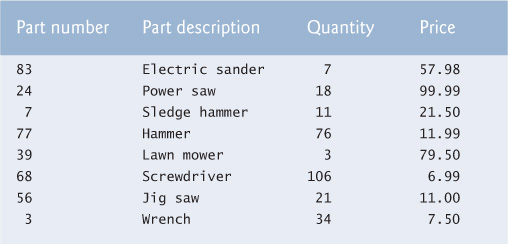 Part number Part description Quantity Price
83 Electric sander 7 57.98
24 Power saw 18 99.99
7 Sledge hammer 11 21.50
77 Hammer 76 11.99
39 Lawn mower 3 79.50
68 Screwdriver 106 6.99
56 Jig saw 21 11.00
3 Wrench 34 7.50